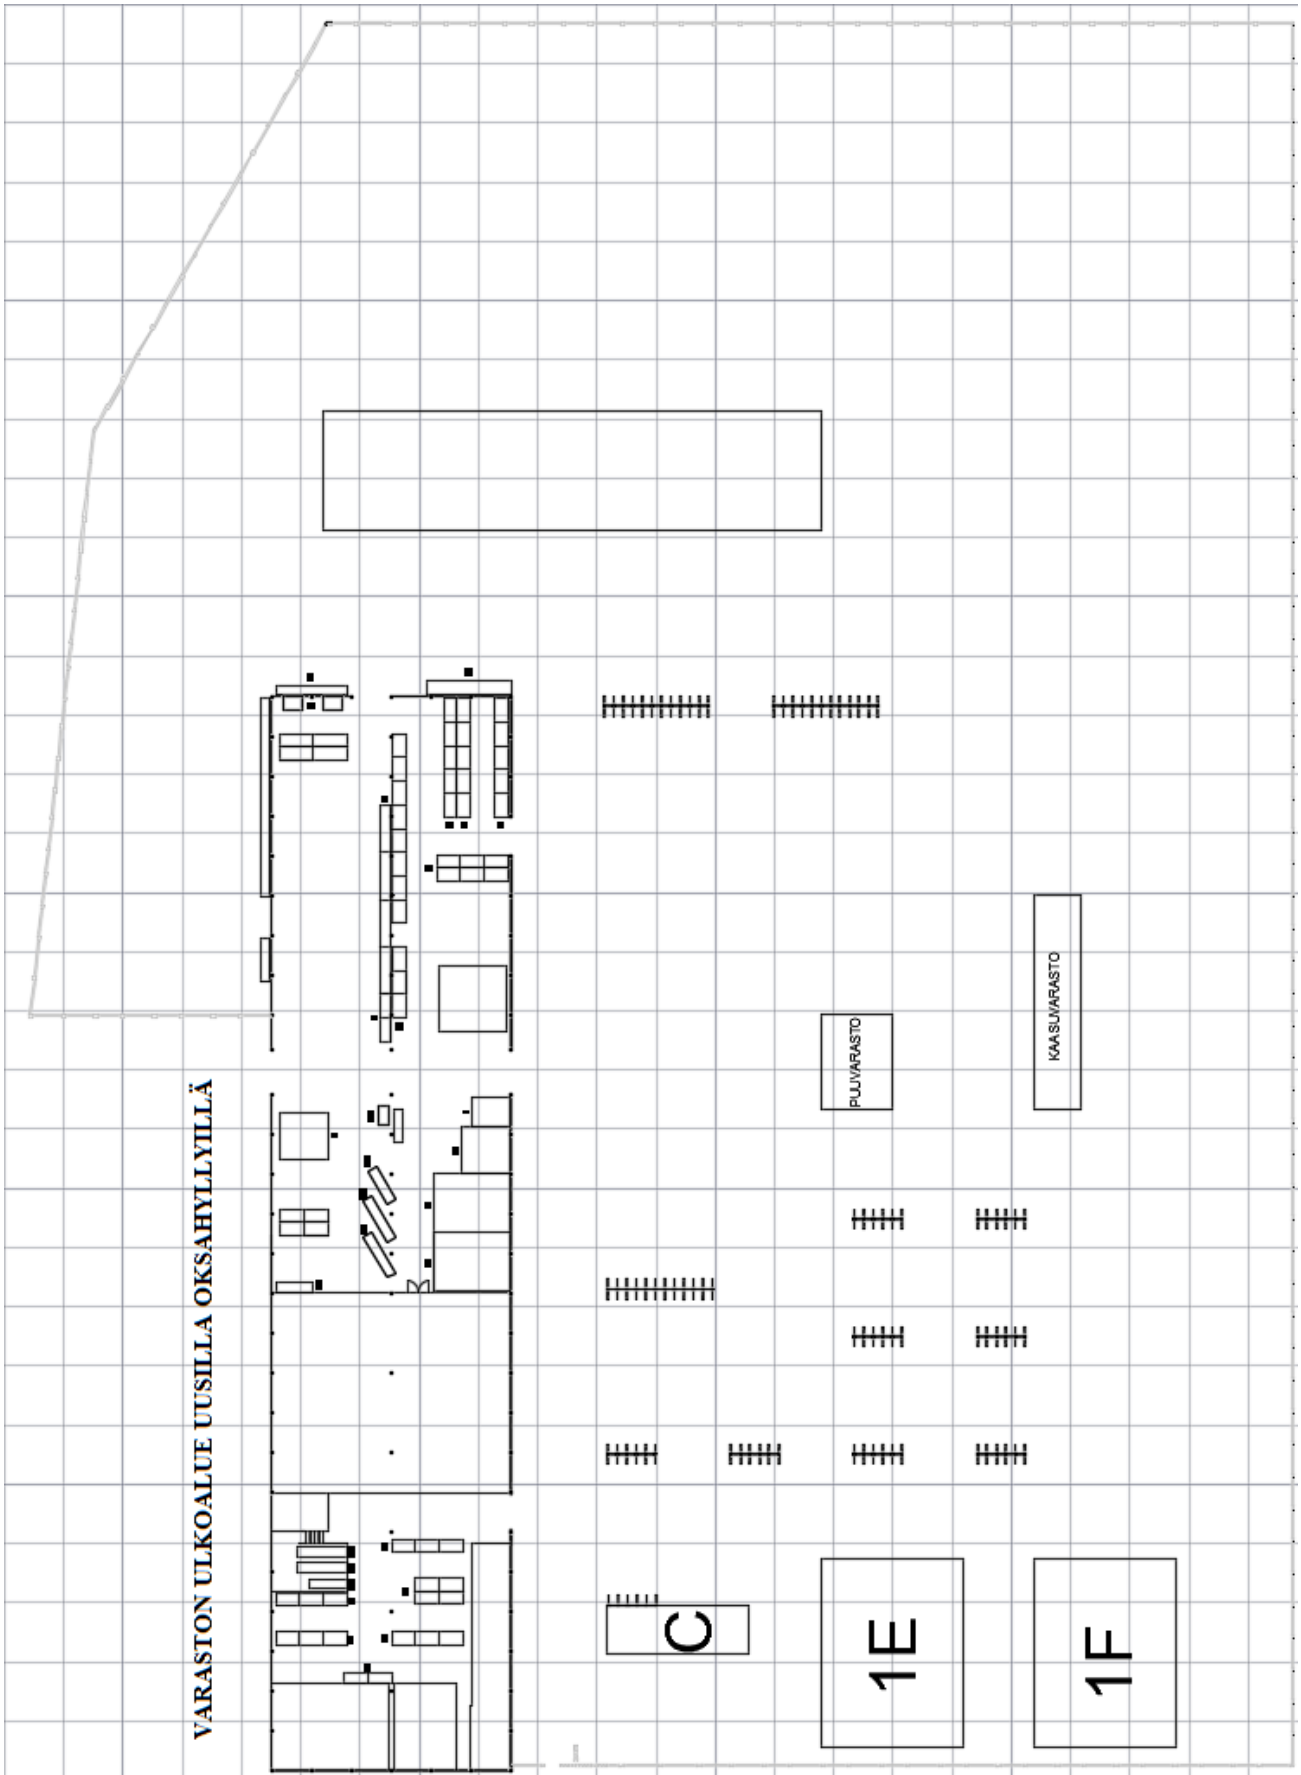 VARASTON ULKOALUE UUSILLA OKSAHYLLYILLÄ
PUUVARASTO
KAASUVARASTO
C
1E
1F